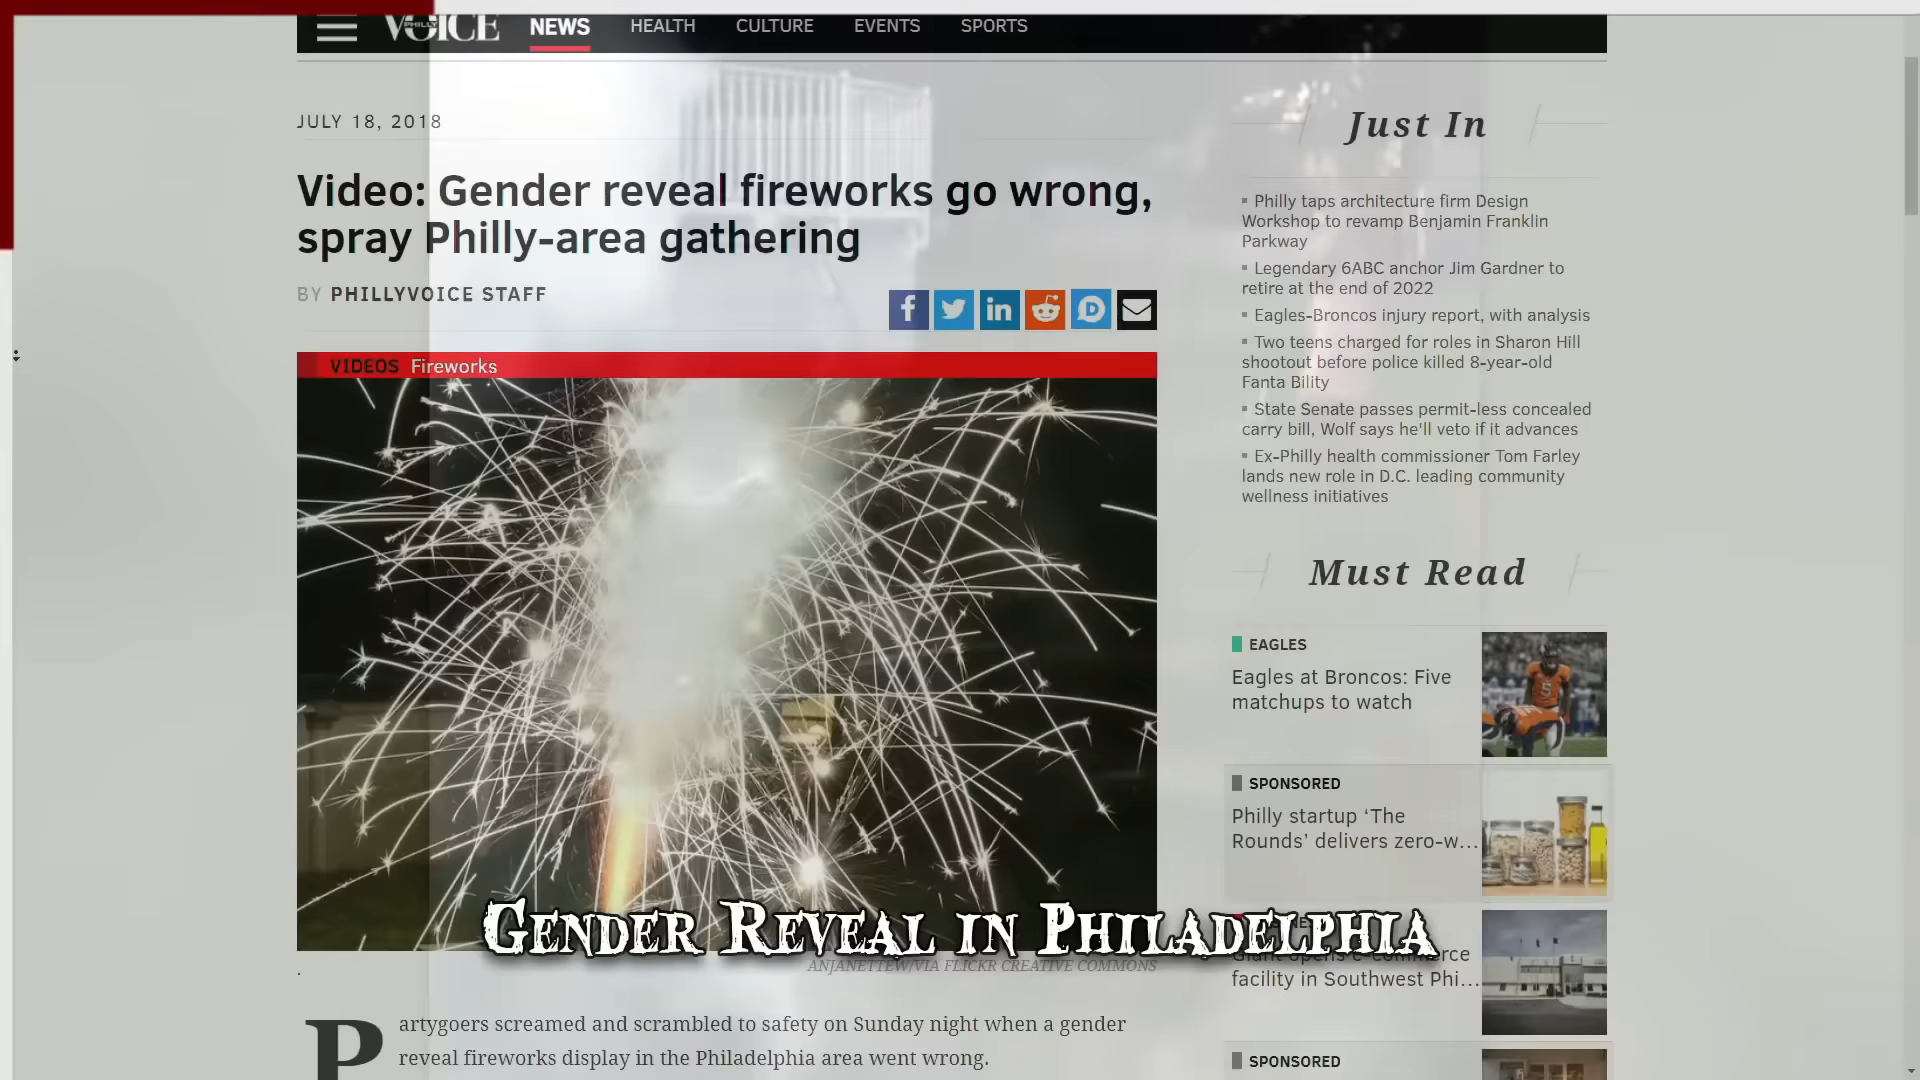 PHILLY
VOICE
NEWS
HEALTH
CULTURE
EVENTS
SPORTS
JULY 18, 2018
Video: Gender reveal fireworks go wrong,
spray Philly-area gathering
BY PHILLYVOICE STAFF
VIDEOS Fireworks
GENDER REVEAL IN PHILADELPHIA
ANJANETTEW/VIA FLICKR CREATIVE COMMONS
Partygoers screamed and scrambled to safety on Sunday night when a gender
reveal fireworks display in the Philadelphia area went wrong.
Just In
Philly taps architecture firm Design
Workshop to revamp Benjamin Franklin
Parkway
Legendary 6ABC anchor Jim Gardner to
retire at the end of 2022
Eagles-Broncos injury report, with analysis
Two teens charged for roles in Sharon Hill
shootout before police killed 8-year-old
Fanta Bility
State Senate passes permit-less concealed
carry bill, Wolf says he'll veto if it advances
Ex-Philly health commissioner Tom Farley
lands new role in D.C. leading community
wellness initiatives
Must Read
EAGLES
Eagles at Broncos: Five
matchups to watch
SPONSORED
Philly startup ‘The
Rounds’ delivers zero-w...
Giant opens e-commerce
facility in Southwest Phi...
SPONSORED